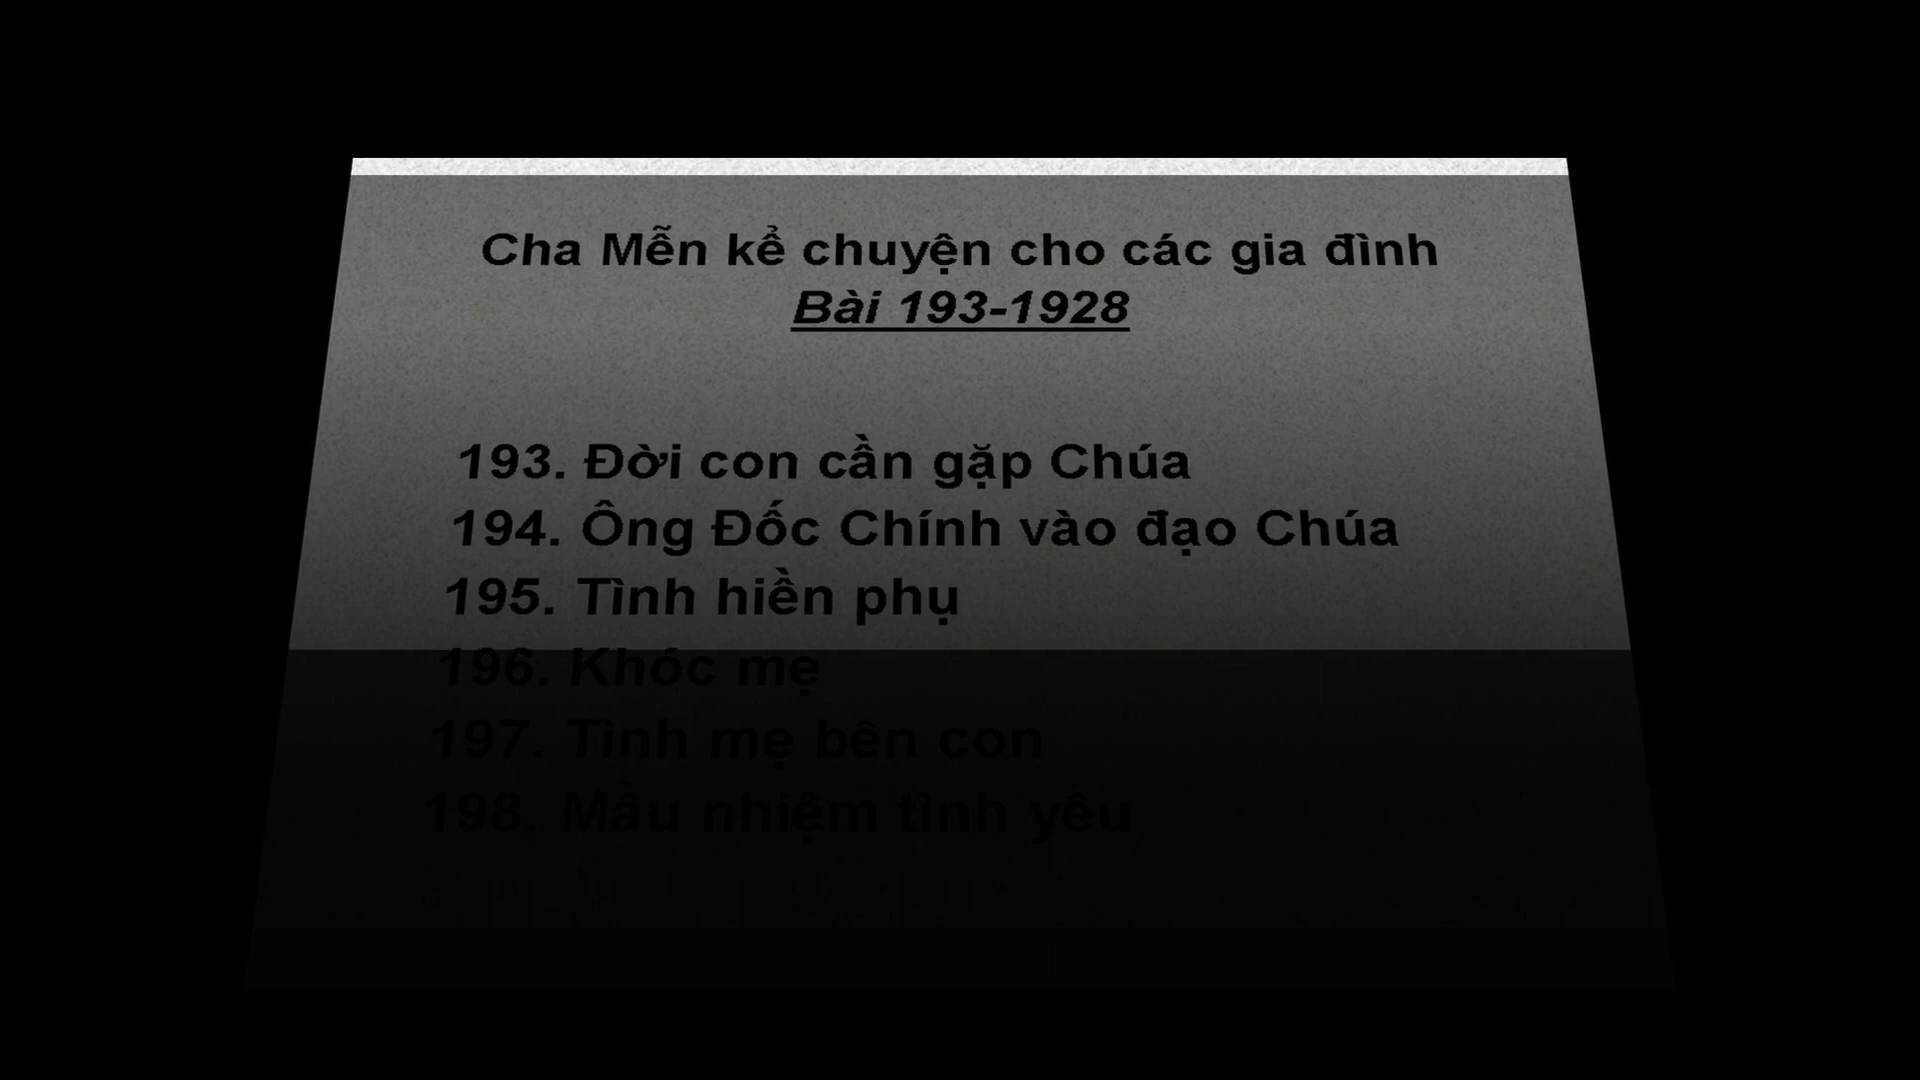 Cha Mễn kể chuyện cho các gia đình
Bài 193-1928
193. Đời con cần gặp Chúa
194. Ông Đốc Chính vào đạo Chúa
195. Tình hiền phụ
196. Khóc mẹ
197. Tình mẹ bên con
198. Mầu nhiệm tình yêu